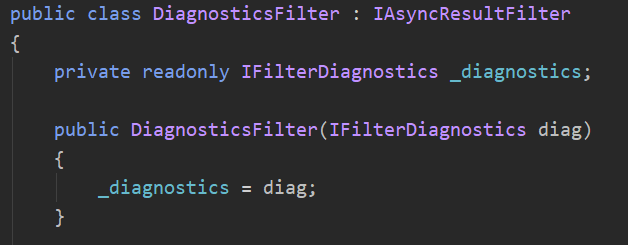 public class DiagnosticsFilter : IAsyncResultFilter
{
    private readonly IFilterDiagnostics _diagnostics;
    public DiagnosticsFilter(IFilterDiagnostics diag)
    {
        _diagnostics = diag;
    }